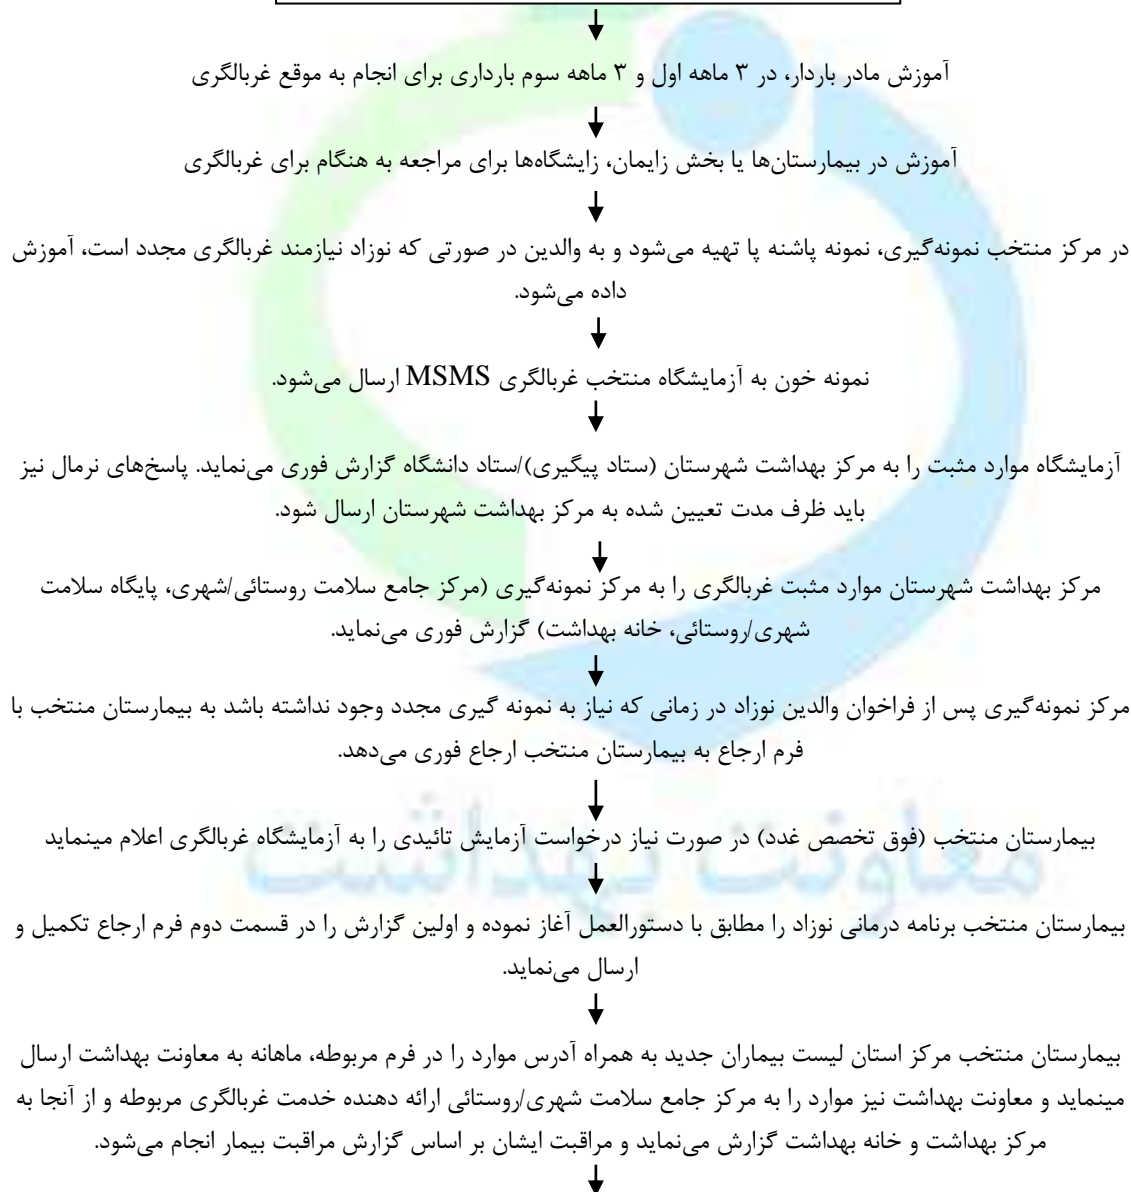 آموزش مادر باردار، در ۳ ماهه اول و ۳ ماهه سوم بارداری برای انجام به موقع غربالگری
آموزش در بیمارستان‌ها یا بخش زایمان، زایشگاه‌ها برای مراجعه به هنگام برای غربالگری
در مرکز منتخب نمونه‌گیری، نمونه پاشنه پا تهیه می‌شود و به والدین در صورتی که نوزاد نیازمند غربالگری مجدد است، آموزش
داده می‌شود.
نمونه خون به آزمایشگاه منتخب غربالگری MSMS ارسال می‌شود.
آزمایشگاه موارد مثبت را به مرکز بهداشت شهرستان (ستاد پیگیری)/ستاد دانشگاه گزارش فوری می‌نماید. پاسخ‌های نرمال نیز
باید ظرف مدت تعیین شده به مرکز بهداشت شهرستان ارسال شود.
مرکز بهداشت شهرستان موارد مثبت غربالگری را به مرکز نمونه‌گیری (مرکز جامع سلامت روستائی/شهری، پایگاه سلامت
شهری/روستائی، خانه بهداشت) گزارش فوری می‌نماید.
مرکز نمونه‌گیری پس از فراخوان والدین نوزاد در زمانی که نیاز به نمونه گیری مجدد وجود نداشته باشد به بیمارستان منتخب با
فرم ارجاع به بیمارستان منتخب ارجاع فوری می‌دهد.
بیمارستان منتخب (فوق تخصص غدد) در صورت نیاز درخواست آزمایش تائیدی را به آزمایشگاه غربالگری اعلام مینماید
معاونت بهداشت
بیمارستان منتخب برنامه درمانی نوزاد را مطابق با دستورالعمل آغاز نموده و اولین گزارش را در قسمت دوم فرم ارجاع تکمیل و
ارسال می‌نماید.
بیمارستان منتخب مرکز استان لیست بیماران جدید به همراه آدرس موارد را در فرم مربوطه، ماهانه به معاونت بهداشت ارسال
مینماید و معاونت بهداشت نیز موارد را به مرکز جامع سلامت شهری/روستائی ارائه دهنده خدمت غربالگری مربوطه و از آنجا به
مرکز بهداشت و خانه بهداشت گزارش می‌نماید و مراقبت ایشان بر اساس گزارش مراقبت بیمار انجام می‌شود.